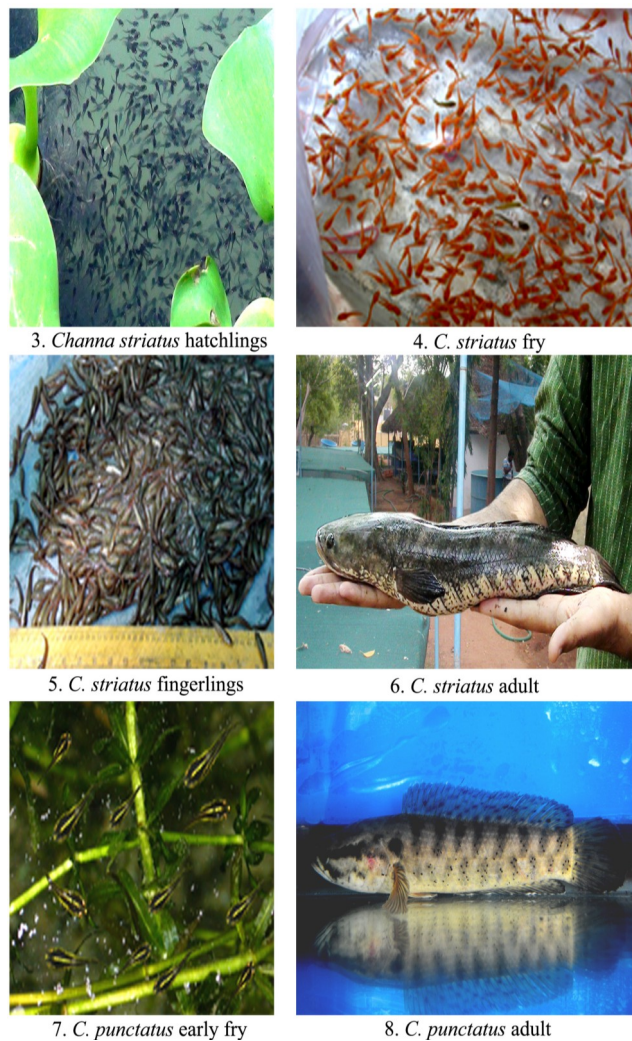 3. Channa striatus hatchlings
4. C. striatus fry
5. C. striatus fingerlings
6. C. striatus adult
7. C. punctatus early fry
8. C. punctatus adult